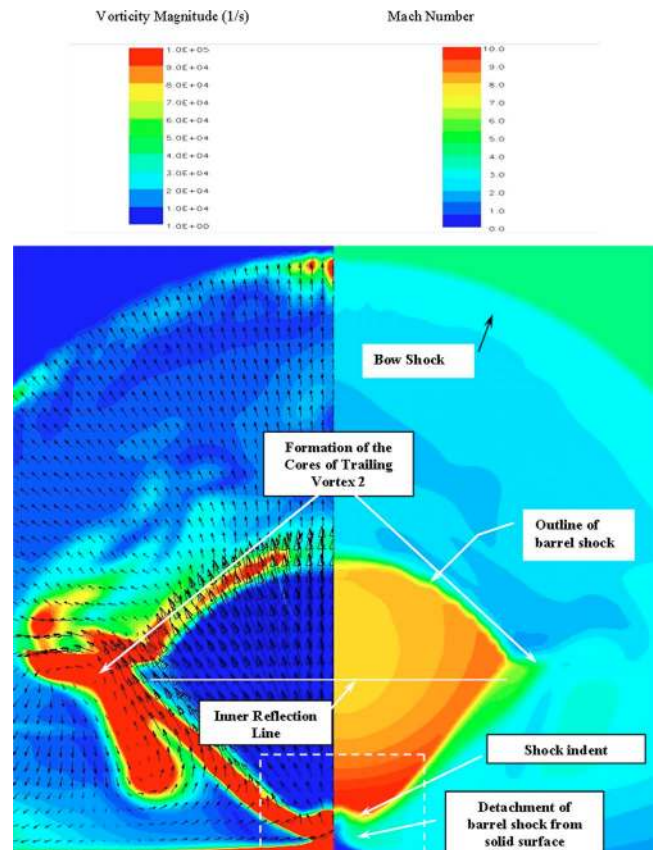 Vorticity Magnitude (1/s)
Mach Number
1.0E+05
9.0E+04
8.0E+04
7.0E+04
6.0E+04
5.0E+04
4.0E+04
3.0E+04
2.0E+04
1.0E+04
1.0E+00
10.0
9.0
8.0
7.0
6.0
5.0
4.0
3.0
2.0
1.0
0.0
Bow Shock
Formation of the
Cores of Trailing
Vortex 2
Outline of
barrel shock
Inner Reflection
Line
Shock indent
Detachment of
barrel shock from
solid surface